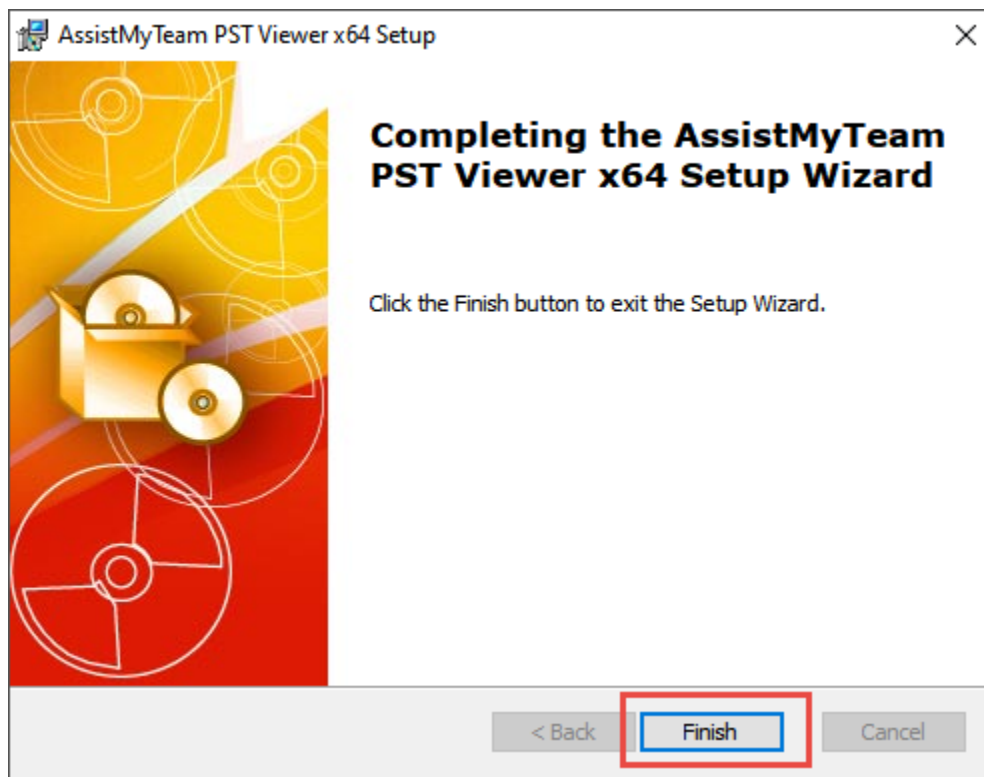 AssistMyTeam PST Viewer x64 Setup
Completing the AssistMyTeam
PST Viewer x64 Setup Wizard
Click the Finish button to exit the Setup Wizard.
< Back Finish Cancel